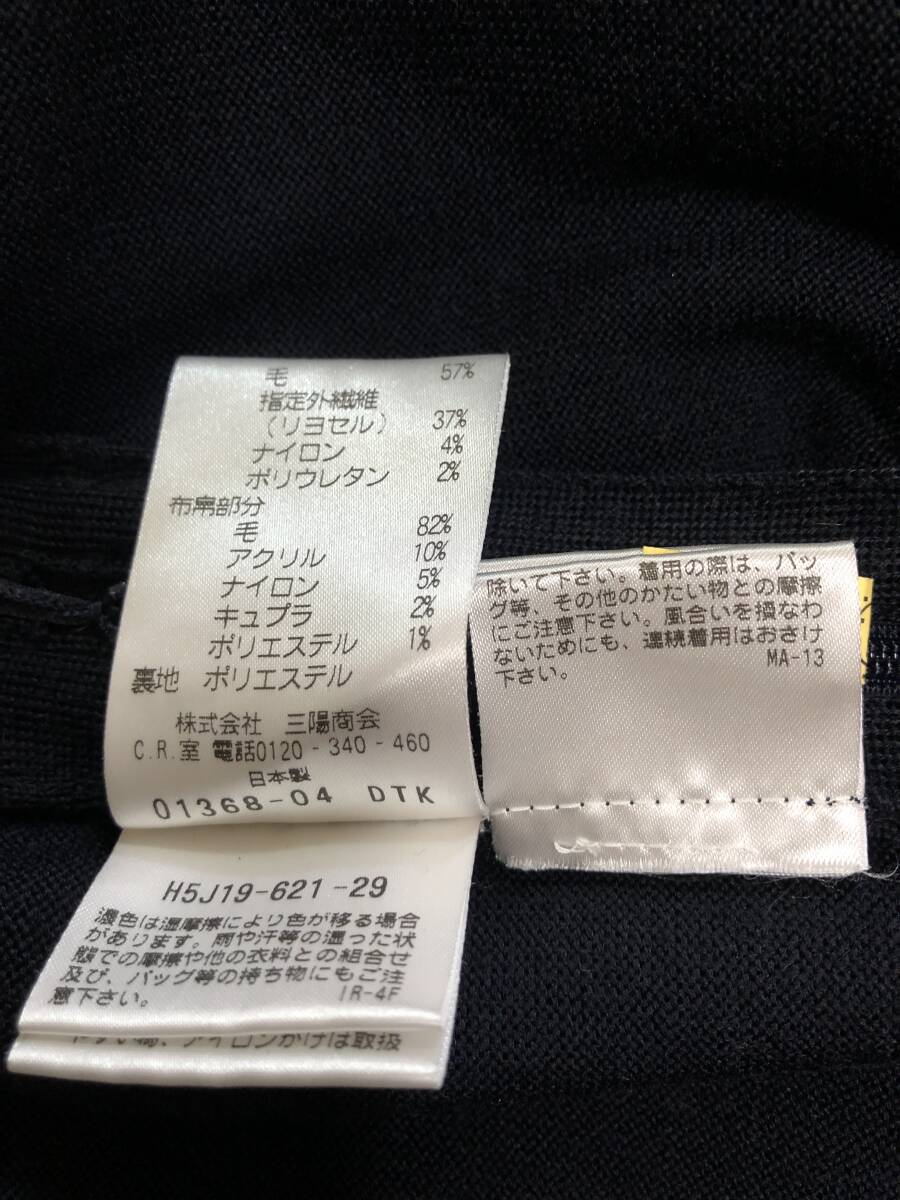 毛 57%
指定外繊維
(リヨセル) 37%
ナイロン 4%
ポリウレタン 2%
布帛部分
毛 82%
アクリル 10%
ナイロン 5%
キュプラ 2%
ポリエステル 1%
裏地 ポリエステル
株式会社 三陽商会
C.R.室 電話0120-340-460
日本製
01368-04 DTK
H5J19-621-29
濃色は湿摩擦により色が移る場合
があります。雨や汗等の湿った状
態での摩擦や他の衣料との組合せ
及び、バッグ等の持ち物にもご注
意下さい。 IR-4F
アイロンかけは取扱
除いて下さい。着用の際は、バッ
グ等、その他のかたい物との摩擦
にご注意下さい。風合いを損なわ
ないためにも、連続着用はおさけ
下さい。 MA-13